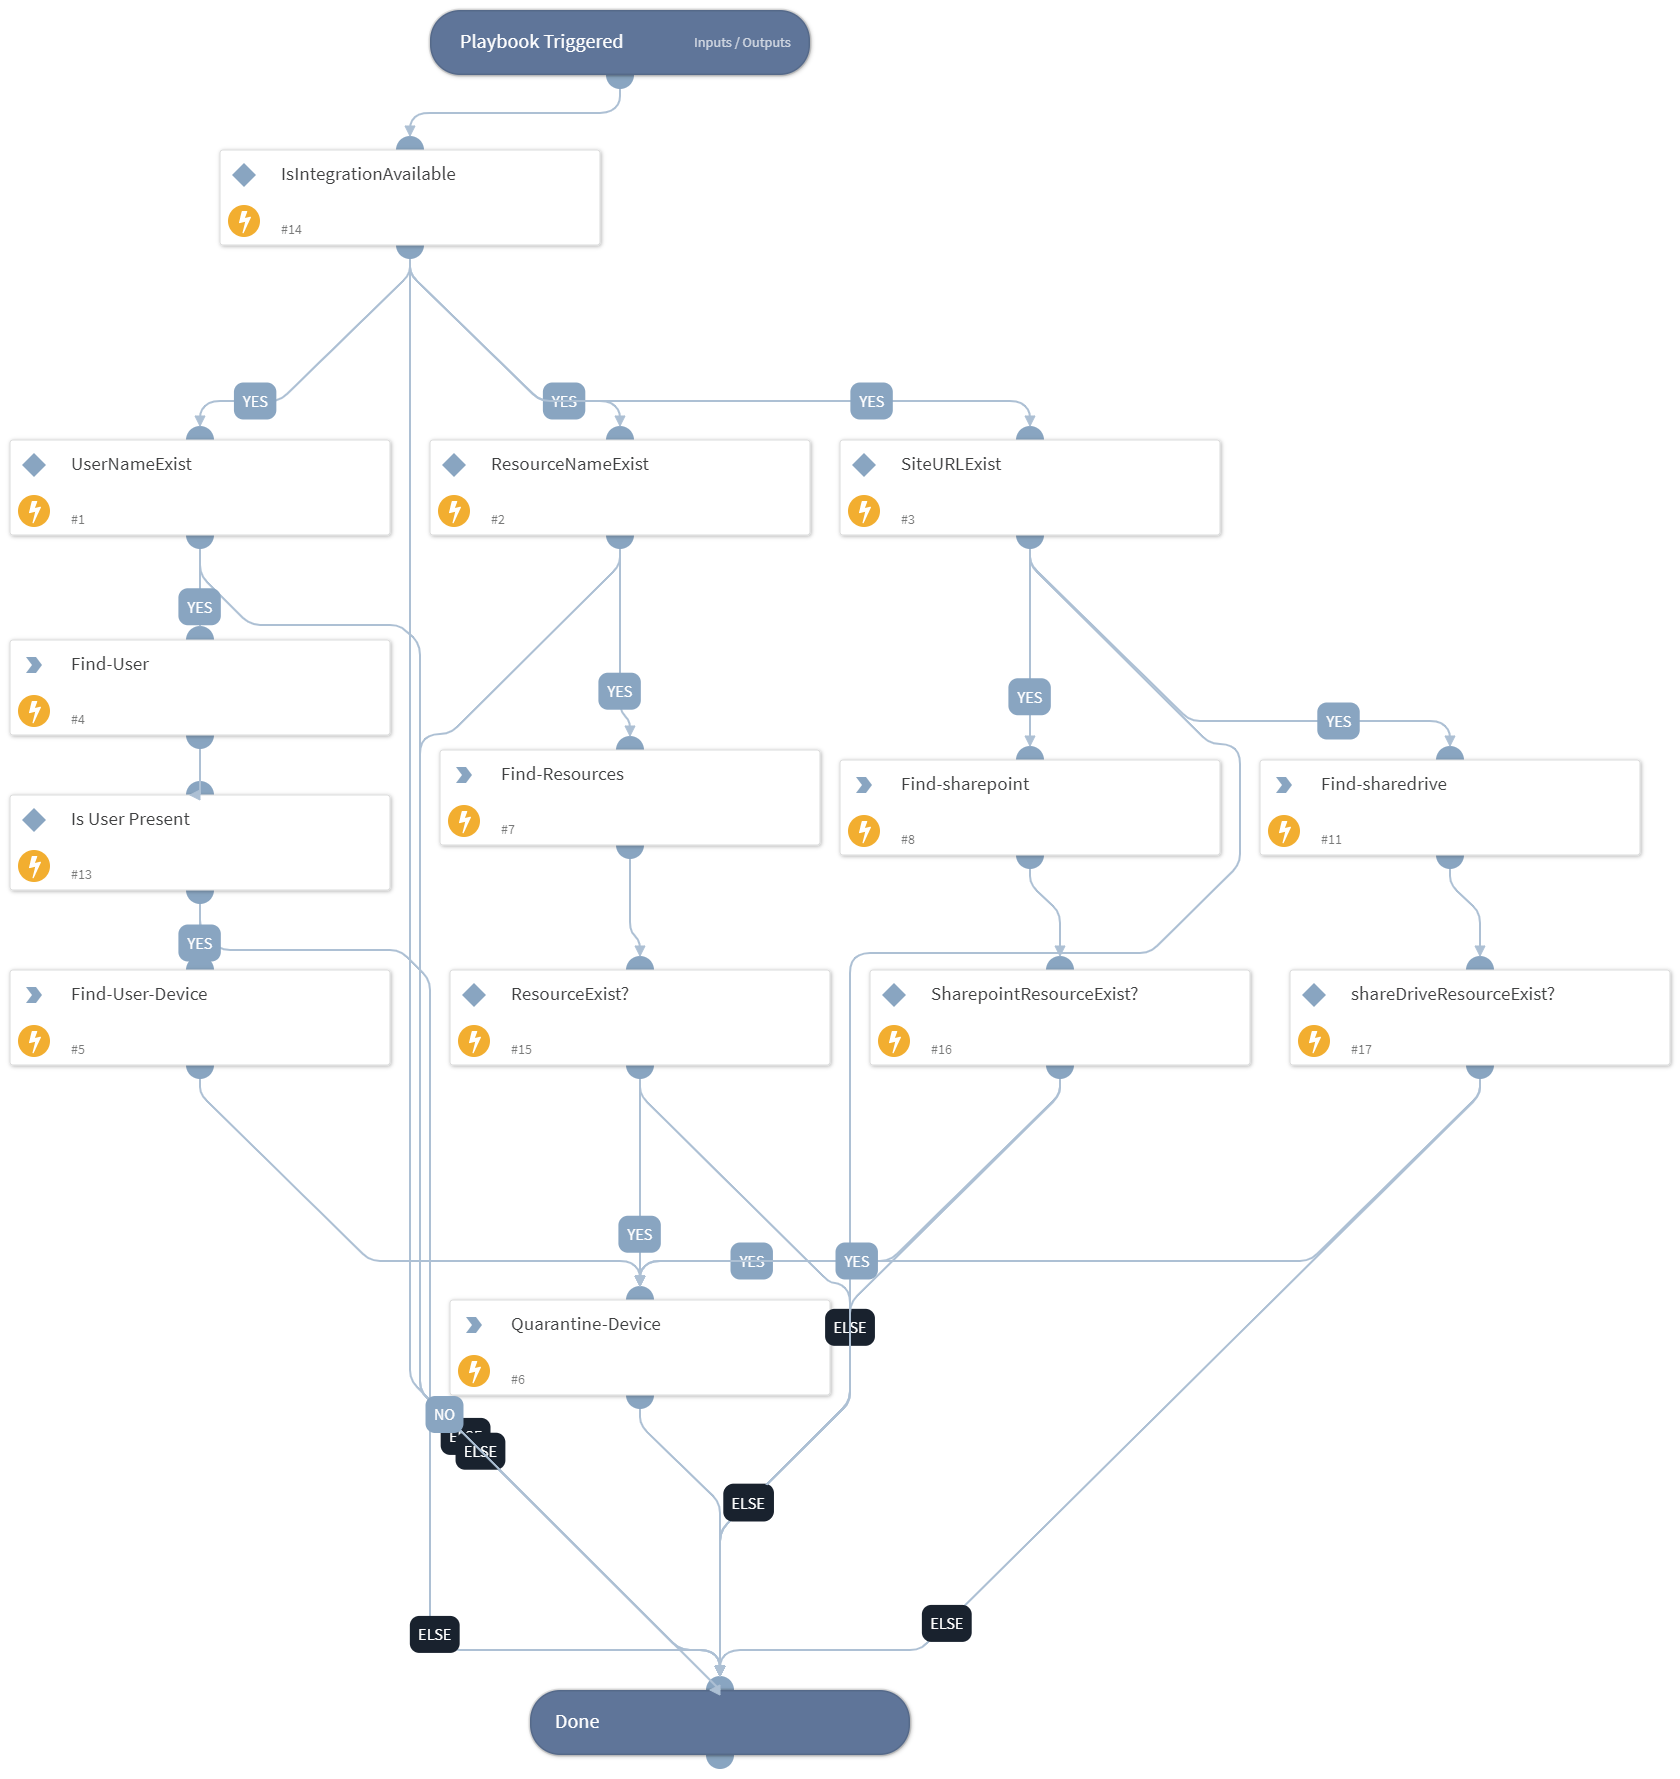 Playbook Triggered
Inputs / Outputs
IsIntegrationAvailable
#14
YES
YES
YES
UserNameExist
#1
ResourceNameExist
#2
SiteURLExist
#3
YES
Find-User
#4
YES
YES
YES
Find-Resources
#7
Find-sharepoint
#8
Find-sharedrive
#11
Is User Present
#13
YES
Find-User-Device
#5
ResourceExist?
#15
SharepointResourceExist?
#16
shareDriveResourceExist?
#17
YES
YES
YES
Quarantine-Device
#6
ELSE
NO
ELSE
ELSE
ELSE
ELSE
Done